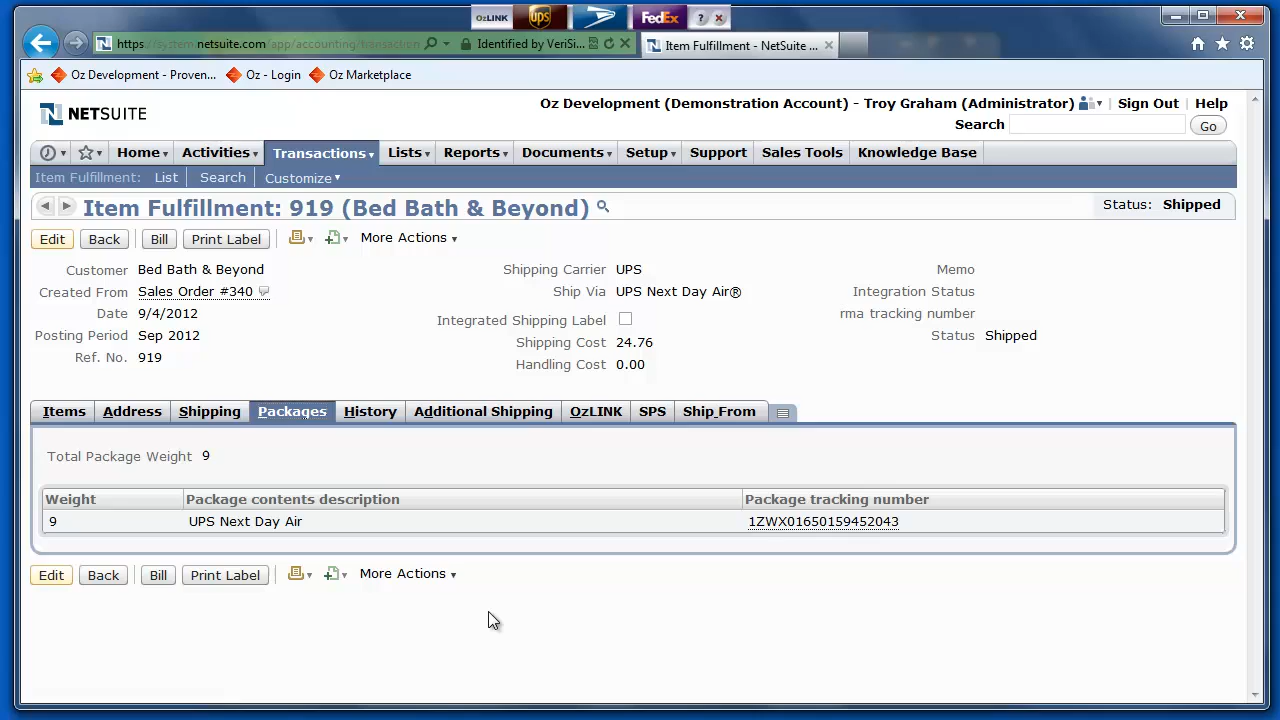 OzLINK ups FedEx ? x
https://system.netsuite.com/app/accounting/transaction Identified by VeriSi... Item Fulfillment - NetSuite ... ×
Oz Development - Proven... Oz - Login Oz Marketplace
NETSUITE
Oz Development (Demonstration Account) - Troy Graham (Administrator) | Sign Out | Help
Search Go
Home Activities Transactions Lists Reports Documents Setup Support Sales Tools Knowledge Base
Item Fulfillment: List Search Customize
Item Fulfillment: 919 (Bed Bath & Beyond) Status: Shipped
Edit Back Bill Print Label More Actions
Customer Bed Bath & Beyond Shipping Carrier UPS Memo
Created From Sales Order #340 Ship Via UPS Next Day Air® Integration Status
Date 9/4/2012 Integrated Shipping Label rma tracking number
Posting Period Sep 2012 Shipping Cost 24.76 Status Shipped
Ref. No. 919 Handling Cost 0.00
Items Address Shipping Packages History Additional Shipping OzLINK SPS Ship From
Total Package Weight 9
Weight Package contents description Package tracking number
9 UPS Next Day Air 1ZWX01650159452043
Edit Back Bill Print Label More Actions